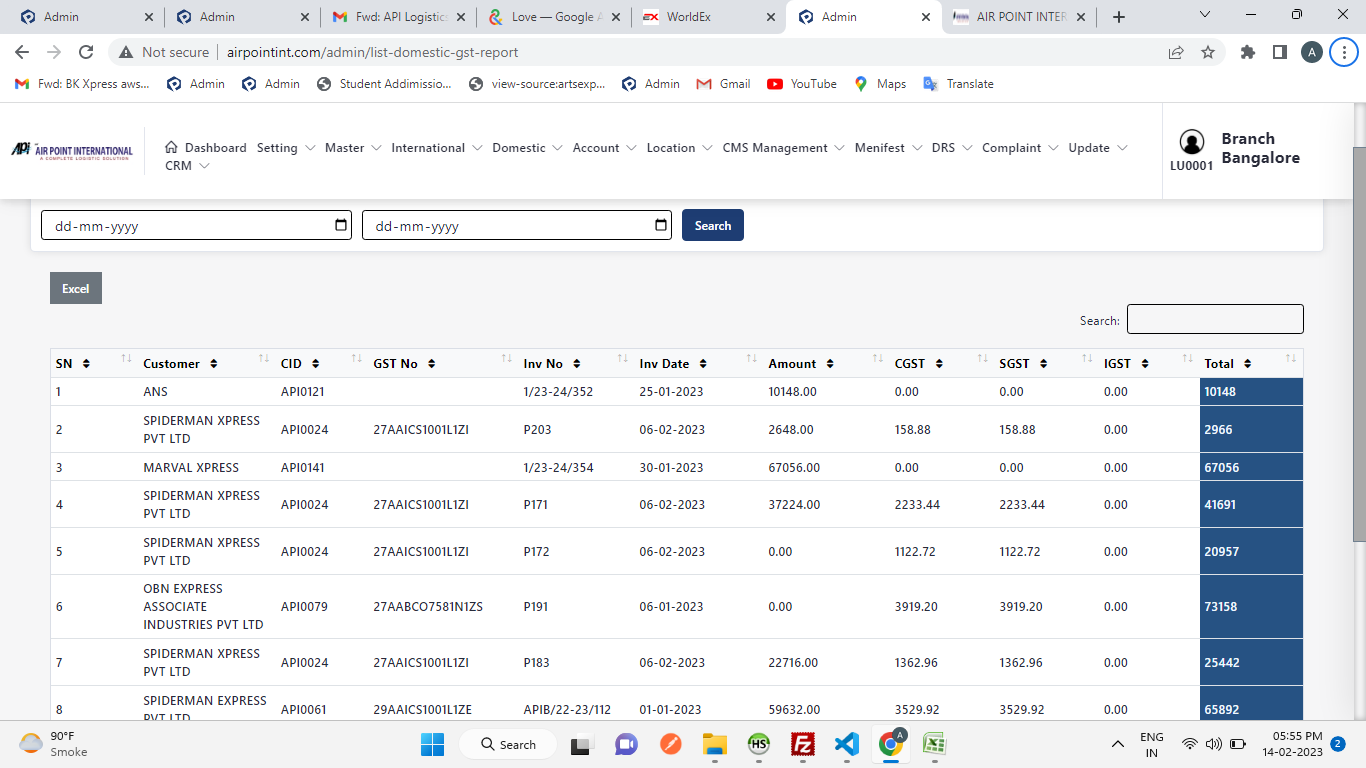 Admin
Admin
Fwd: API Logistic
Love — Google A
WorldEx
Admin
AIR POINT INTER
Not secure
airpointint.com/admin/list-domestic-gst-report
A
Fwd: BK Xpress aws...
Admin
Admin
Student Addimissio...
view-source:artsexp...
Admin
Gmail
YouTube
Maps
Translate
APi AIR POINT INTERNATIONAL
A COMPLETE LOGISTIC SOLUTION
Dashboard Setting Master International Domestic Account Location CMS Management Menifest DRS Complaint Update
CRM
LU0001
Branch
Bangalore
dd-mm-yyyy dd-mm-yyyy Search
Excel
Search:
SN Customer CID GST No Inv No Inv Date Amount CGST SGST IGST Total
1 ANS API0121 1/23-24/352 25-01-2023 10148.00 0.00 0.00 0.00 10148
2 SPIDERMAN XPRESS
PVT LTD API0024 27AAICS1001L1ZI P203 06-02-2023 2648.00 158.88 158.88 0.00 2966
3 MARVAL XPRESS API0141 1/23-24/354 30-01-2023 67056.00 0.00 0.00 0.00 67056
4 SPIDERMAN XPRESS
PVT LTD API0024 27AAICS1001L1ZI P171 06-02-2023 37224.00 2233.44 2233.44 0.00 41691
5 SPIDERMAN XPRESS
PVT LTD API0024 27AAICS1001L1ZI P172 06-02-2023 0.00 1122.72 1122.72 0.00 20957
6 OBN EXPRESS
ASSOCIATE
INDUSTRIES PVT LTD API0079 27AABCO7581N1ZS P191 06-01-2023 0.00 3919.20 3919.20 0.00 73158
7 SPIDERMAN XPRESS
PVT LTD API0024 27AAICS1001L1ZI P183 06-02-2023 22716.00 1362.96 1362.96 0.00 25442
8 SPIDERMAN EXPRESS
PVT LTD API0061 29AAICS1001L1ZE APIB/22-23/112 01-01-2023 59632.00 3529.92 3529.92 0.00 65892
90°F
Smoke
Search
HS
Fz
A
ENG
IN
05:55 PM
14-02-2023
2